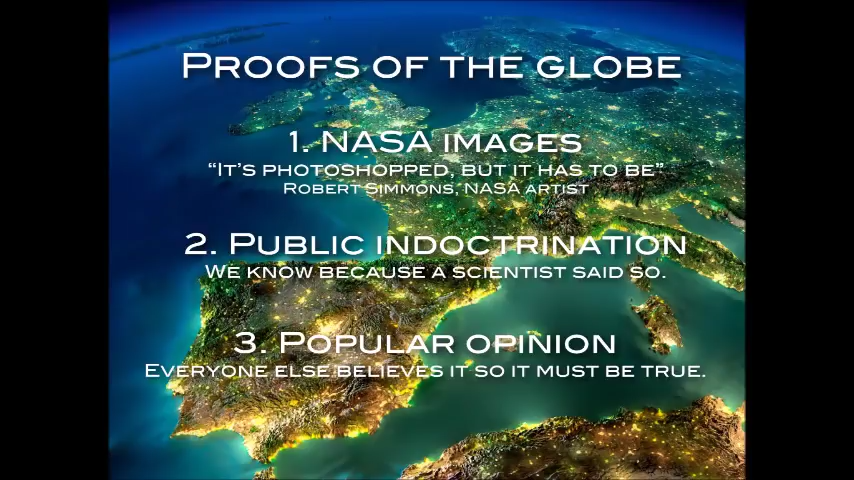 PROOFS OF THE GLOBE
1. NASA IMAGES
"IT'S PHOTOSHOPPED, BUT IT HAS TO BE"
ROBERT SIMMONS, NASA ARTIST
2. PUBLIC INDOCTRINATION
WE KNOW BECAUSE A SCIENTIST SAID SO.
3. POPULAR OPINION
EVERYONE ELSE BELIEVES IT SO IT MUST BE TRUE.